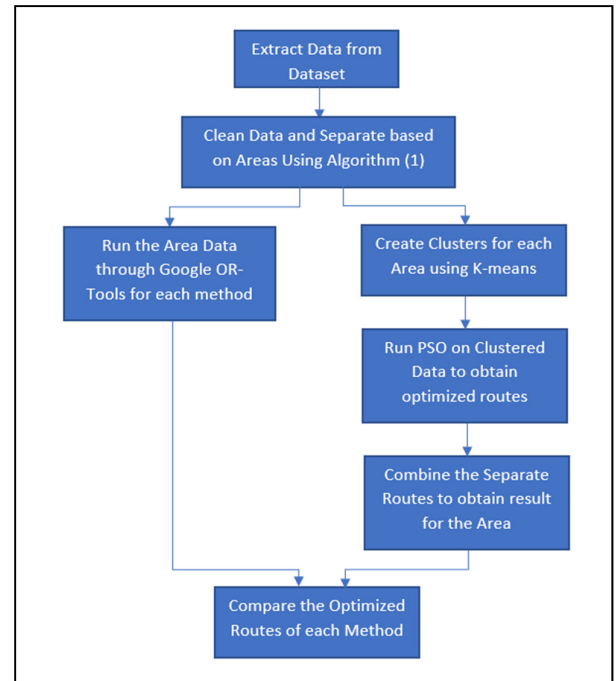 Extract Data from
Dataset
Clean Data and Separate based
on Areas Using Algorithm (1)
Run the Area Data
through Google OR-
Tools for each method
Create Clusters for each
Area using K-means
Run PSO on Clustered
Data to obtain
optimized routes
Combine the Separate
Routes to obtain result
for the Area
Compare the Optimized
Routes of each Method